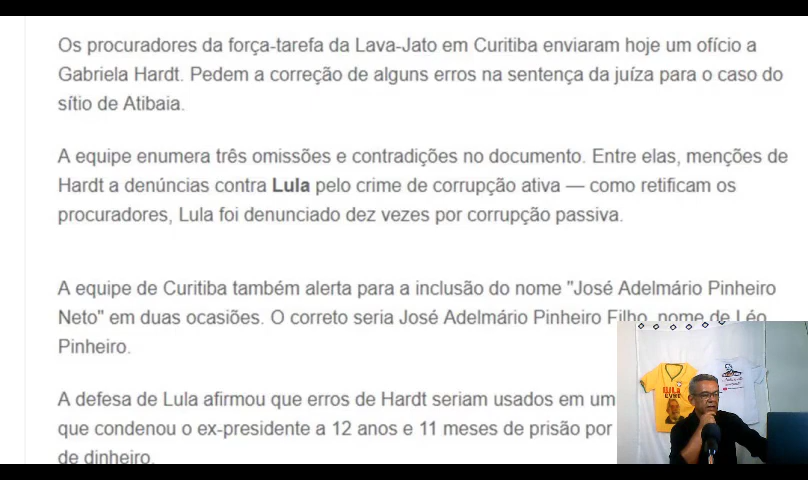 Os procuradores da força-tarefa da Lava-Jato em Curitiba enviaram hoje um ofício a
Gabriela Hardt. Pedem a correção de alguns erros na sentença da juíza para o caso do
sítio de Atibaia.
A equipe enumera três omissões e contradições no documento. Entre elas, menções de
Hardt a denúncias contra Lula pelo crime de corrupção ativa — como retificam os
procuradores, Lula foi denunciado dez vezes por corrupção passiva.
A equipe de Curitiba também alerta para a inclusão do nome "José Adelmário Pinheiro
Neto" em duas ocasiões. O correto seria José Adelmário Pinheiro Filho, nome de Léo
Pinheiro.
A defesa de Lula afirmou que erros de Hardt seriam usados em um
que condenou o ex-presidente a 12 anos e 11 meses de prisão por
de dinheiro.